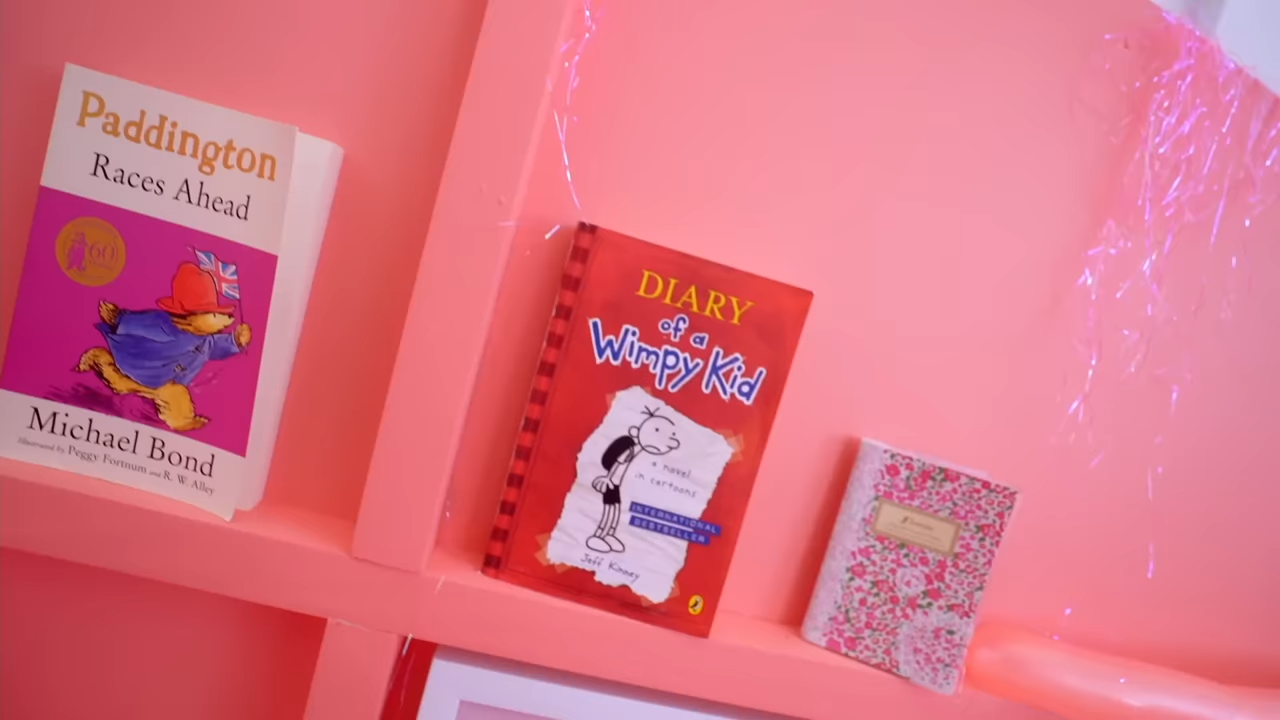 Paddington
Races Ahead
60
Michael Bond
Illustrated by Peggy Fortnum and R. W. Alley
DIARY
of a
Wimpy Kid
a novel
in cartoons
INTERNATIONAL
BESTSELLER
Jeff Kinney